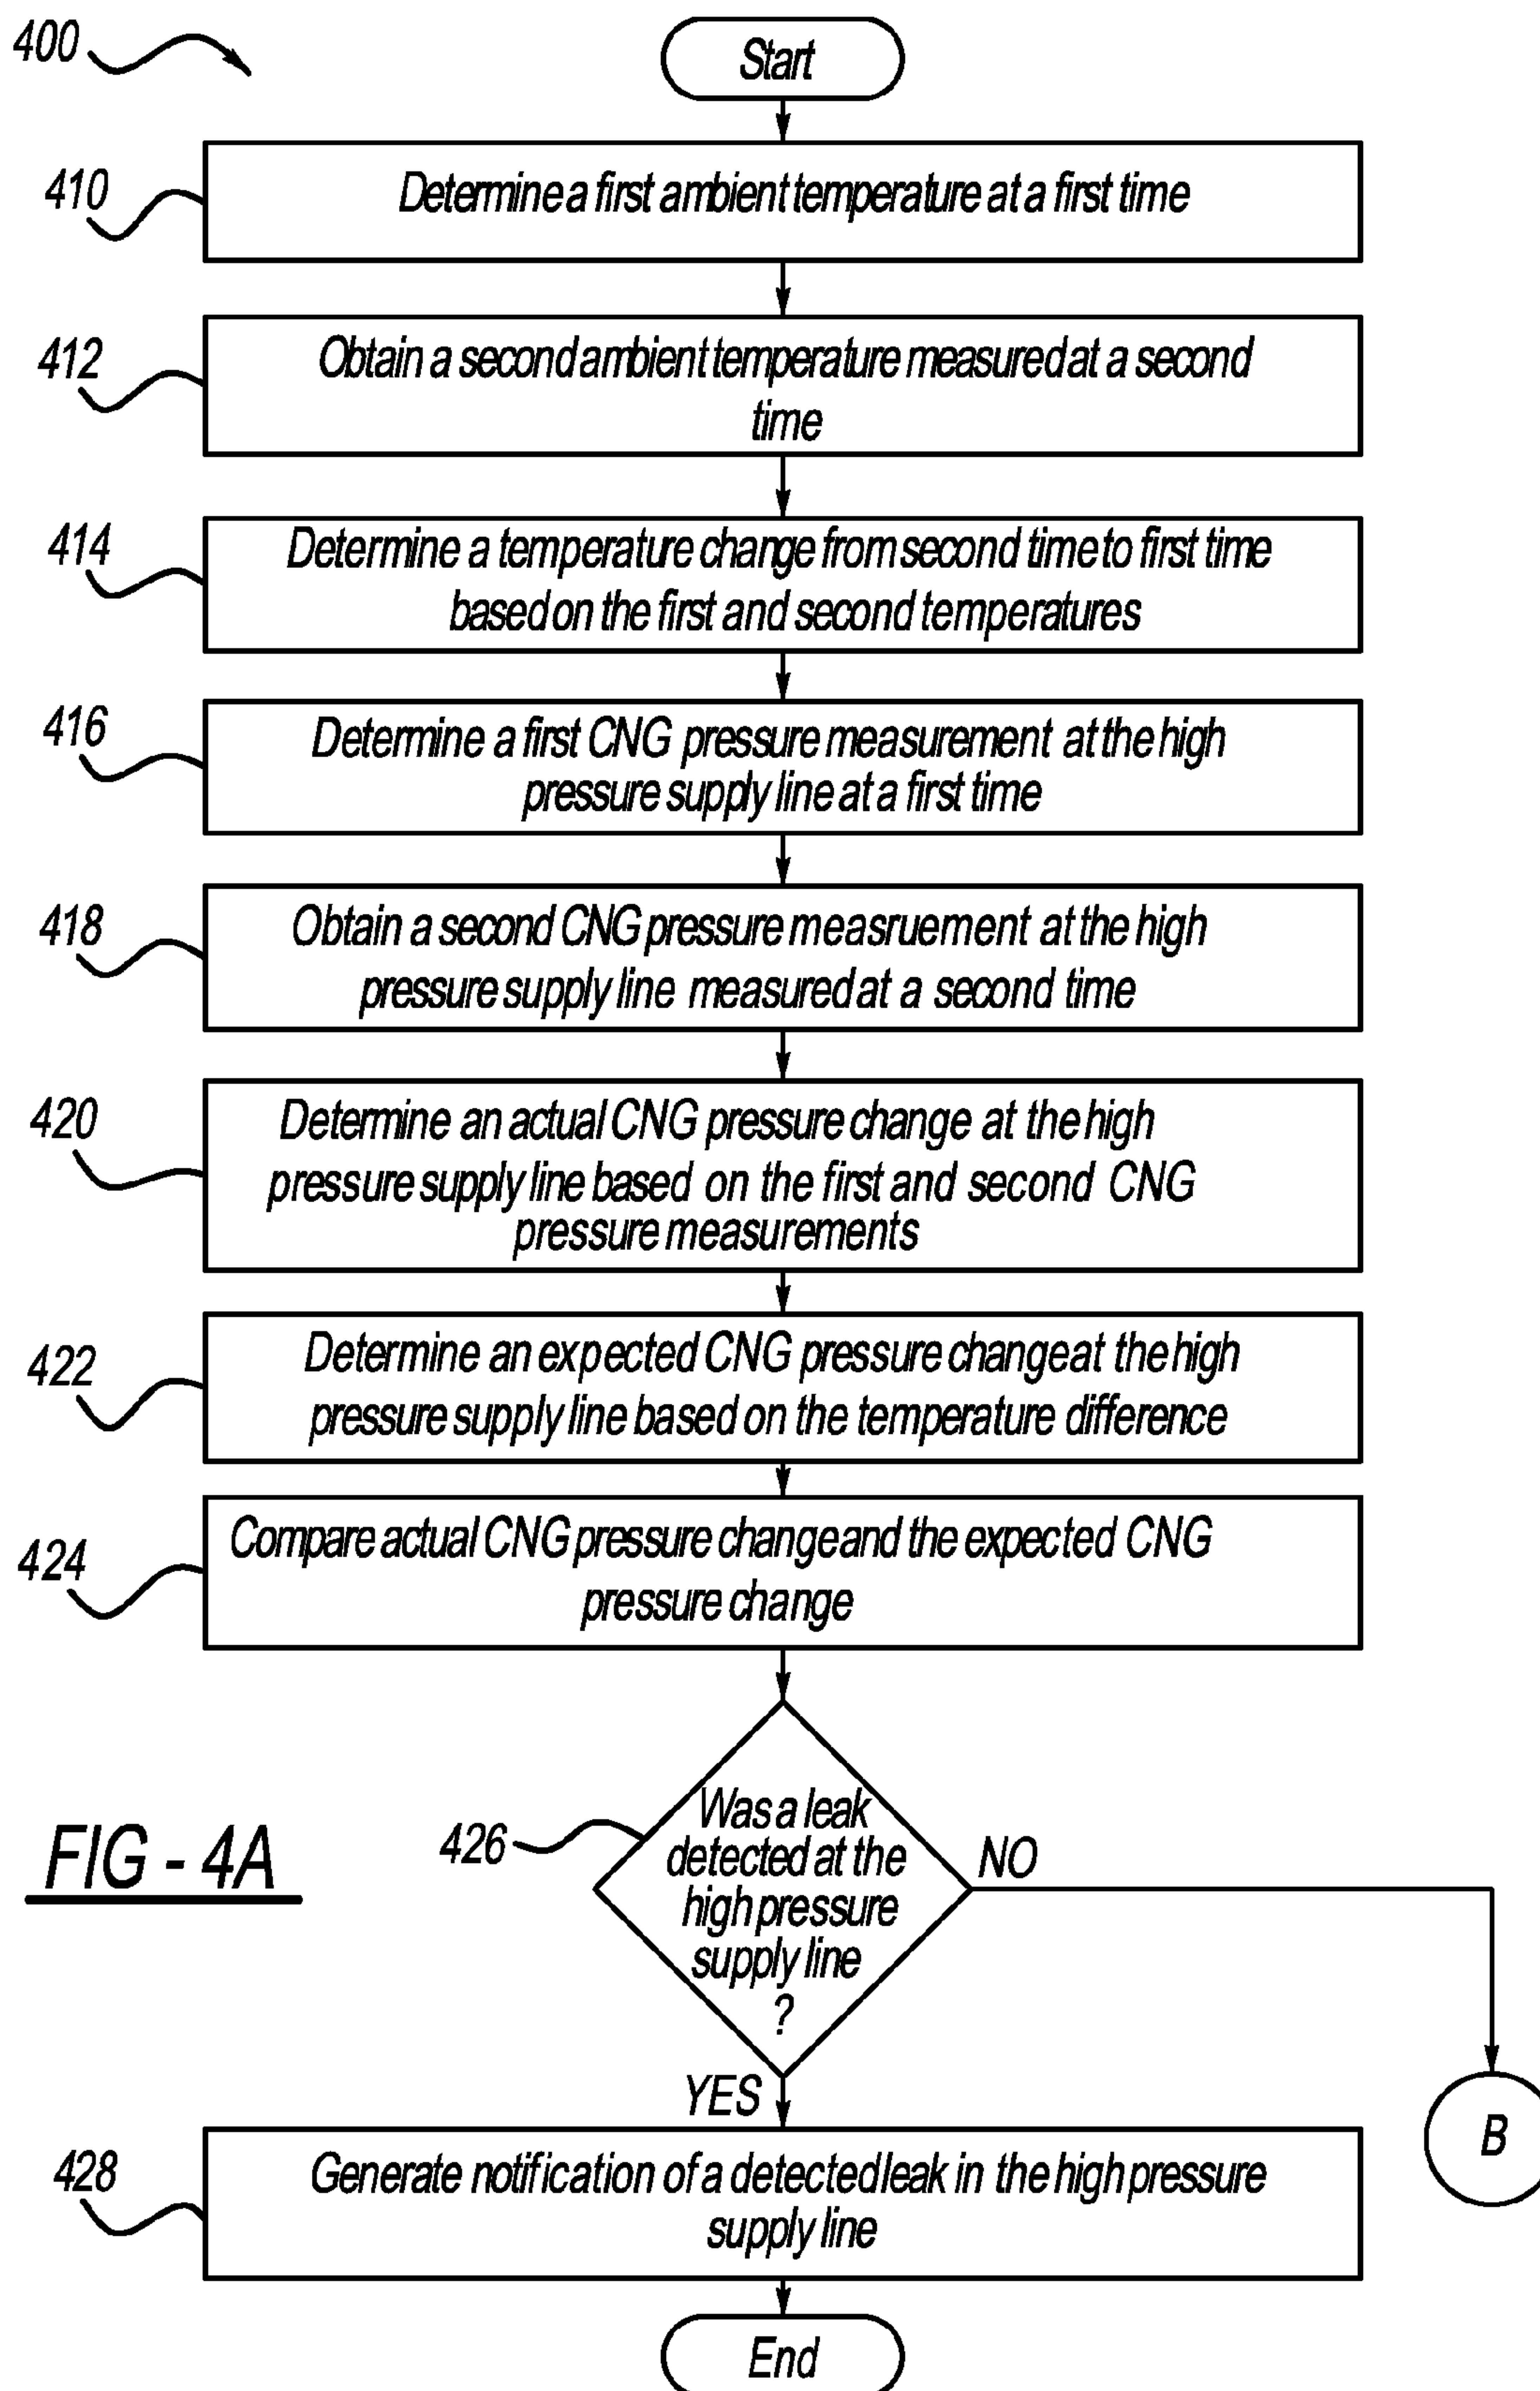 400
Start
410
Determine a first ambient temperature at a first time
412
Obtain a second ambient temperature measured at a second
time
414
Determine a temperature change from second time to first time
based on the first and second temperatures
416
Determine a first CNG pressure measurement at the high
pressure supply line at a first time
418
Obtain a second CNG pressure measruement at the high
pressure supply line measured at a second time
420
Determine an actual CNG pressure change at the high
pressure supply line based on the first and second CNG
pressure measurements
422
Determine an expected CNG pressure change at the high
pressure supply line based on the temperature difference
424
Compare actual CNG pressure change and the expected CNG
pressure change
FIG - 4A
426
Was a leak
detected at the
high pressure
supply line
?
NO
YES
B
428
Generate notification of a detected leak in the high pressure
supply line
End